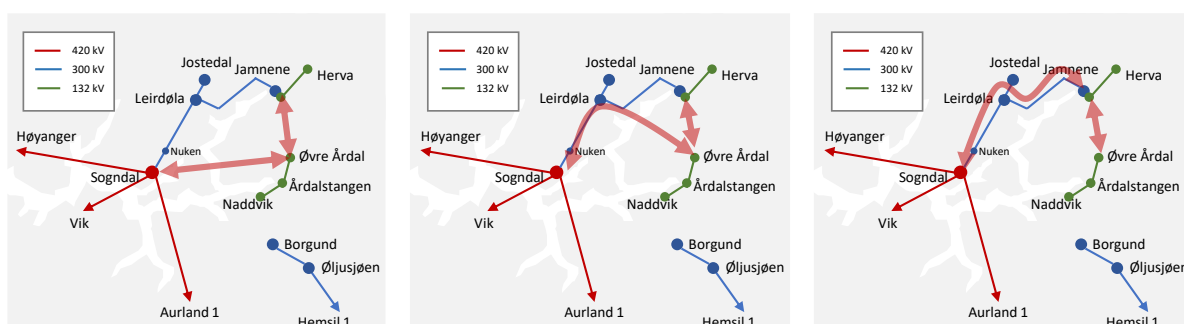 420 kV
300 kV
132 kV
Jostedal
Jamnene
Herva
Leirdøla
Høyanger
Nuken
Øvre Årdal
Sogndal
Årdalstangen
Naddvik
Vik
Borgund
Øljusjøen
Aurland 1
Hemsil 1
420 kV
300 kV
132 kV
Jostedal
Jamnene
Herva
Leirdøla
Høyanger
Nuken
Øvre Årdal
Sogndal
Årdalstangen
Naddvik
Vik
Borgund
Øljusjøen
Aurland 1
Hemsil 1
420 kV
300 kV
132 kV
Jostedal
Jamnene
Herva
Leirdøla
Høyanger
Nuken
Øvre Årdal
Sogndal
Årdalstangen
Naddvik
Vik
Borgund
Øljusjøen
Aurland 1
Hemsil 1